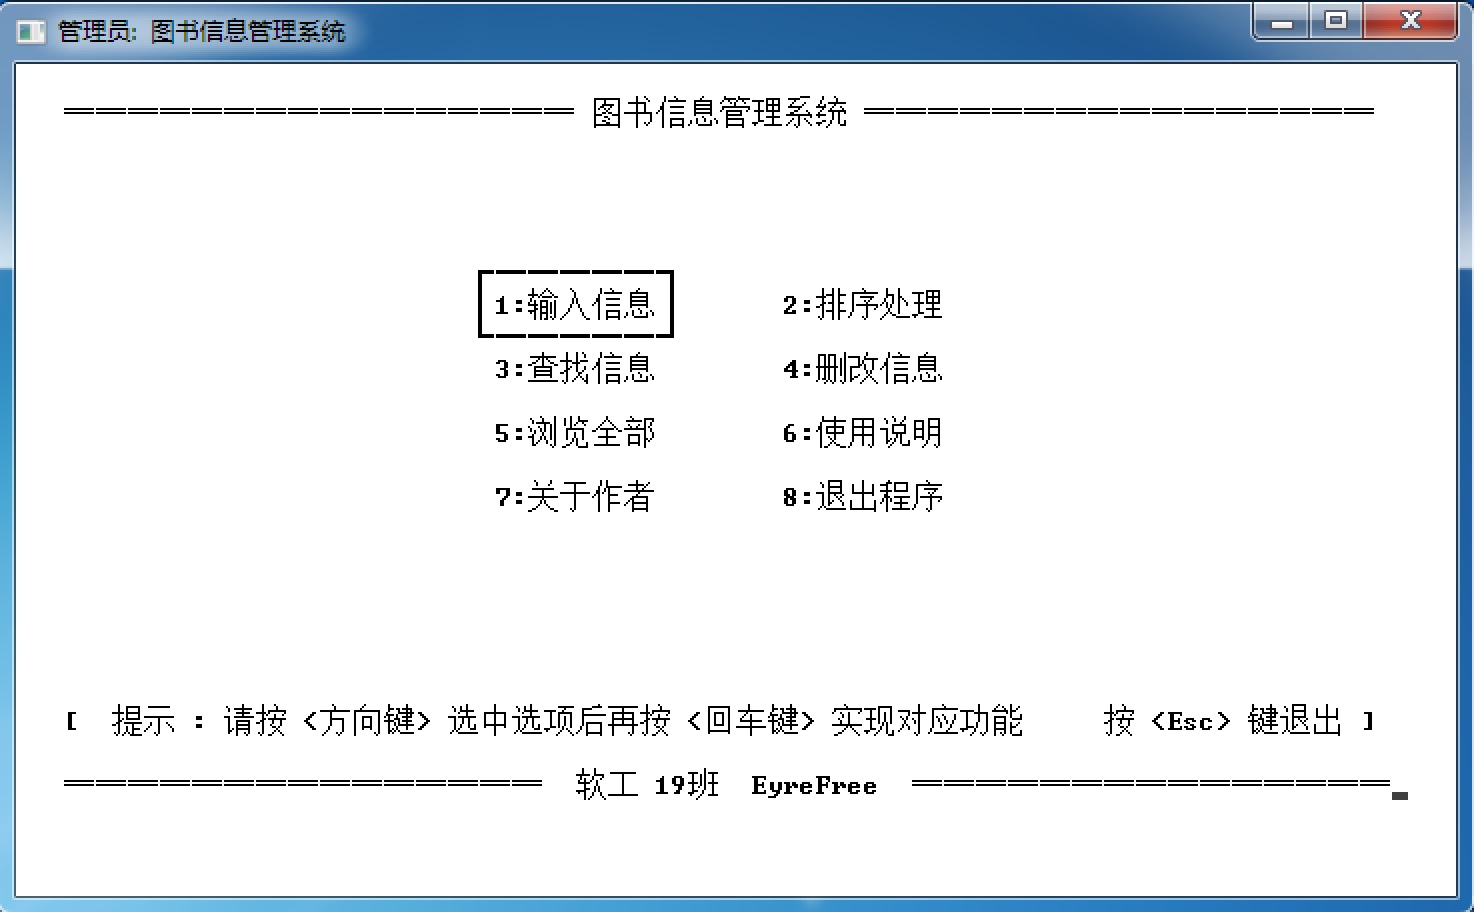 管理员: 图书信息管理系统
══════════════════ 图书信息管理系统 ══════════════════
1:输入信息 2:排序处理
3:查找信息 4:删改信息
5:浏览全部 6:使用说明
7:关于作者 8:退出程序
[ 提示 : 请按 <方向键> 选中选项后再按 <回车键> 实现对应功能 按 <Esc> 键退出 ]
═════════════════ 软工 19班 EyreFree ═════════════════